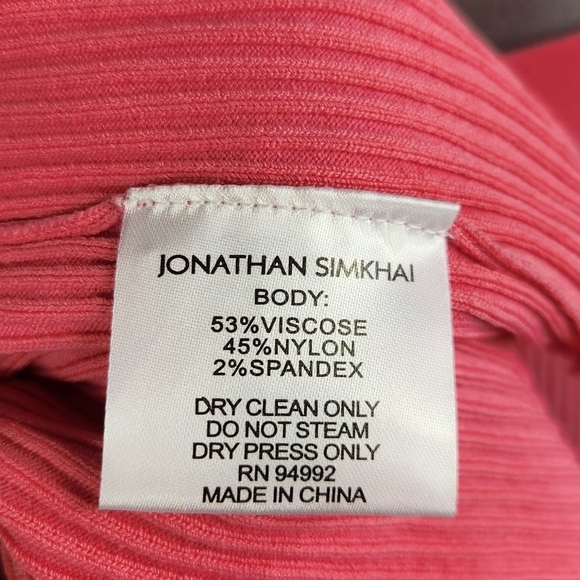 JONATHAN SIMKHAI
BODY:
53%VISCOSE
45%NYLON
2%SPANDEX
DRY CLEAN ONLY
DO NOT STEAM
DRY PRESS ONLY
RN 94992
MADE IN CHINA